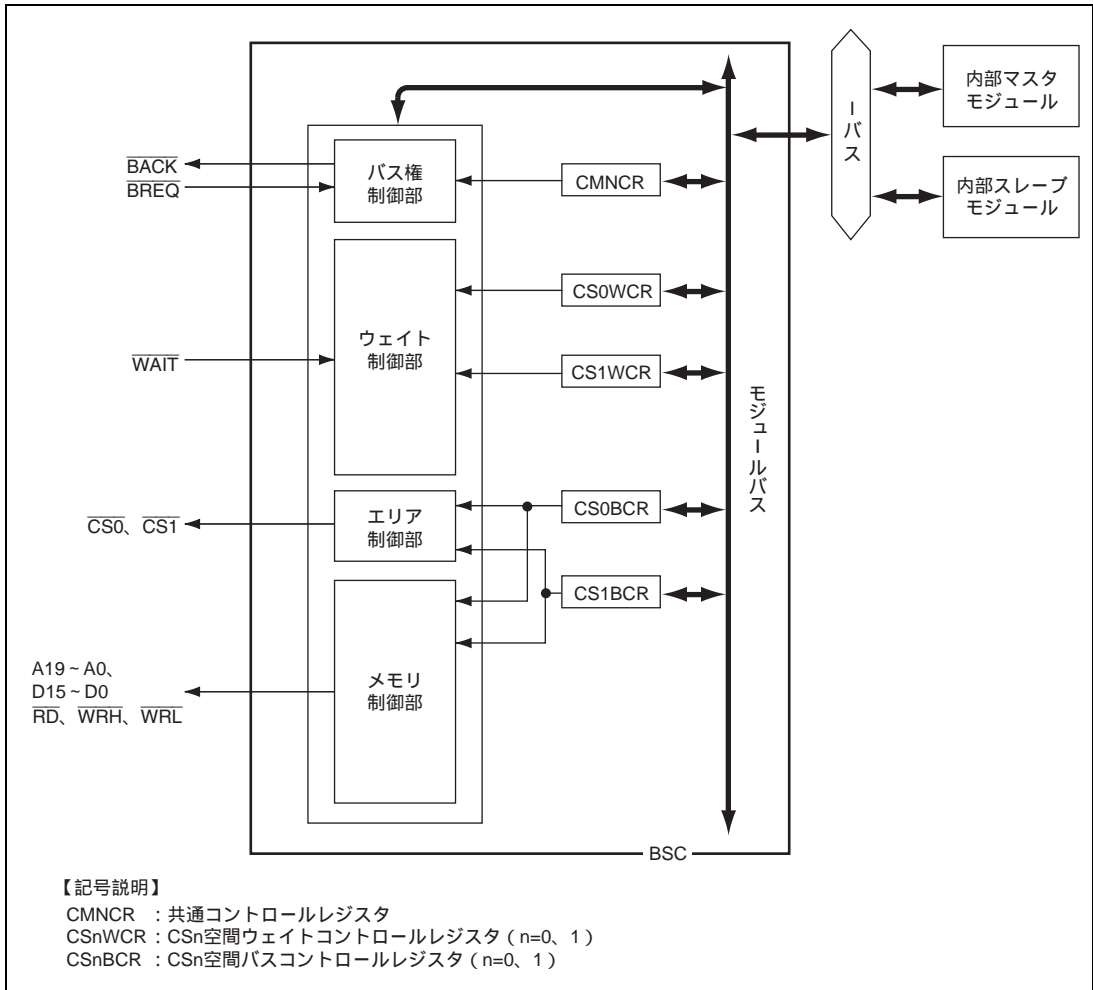 内部マスタ
モジュール
Iバス
内部スレーブ
モジュール
BACK
BREQ
バス権
制御部
CMNCR
CS0WCR
ウェイト
制御部
WAIT
CS1WCR
モジュールバス
CS0、CS1
エリア
制御部
CS0BCR
CS1BCR
A19~A0、
D15~D0
RD、WRH、WRL
メモリ
制御部
BSC
【記号説明】
CMNCR :共通コントロールレジスタ
CSnWCR:CSn空間ウェイトコントロールレジスタ(n=0、1)
CSnBCR :CSn空間バスコントロールレジスタ(n=0、1)